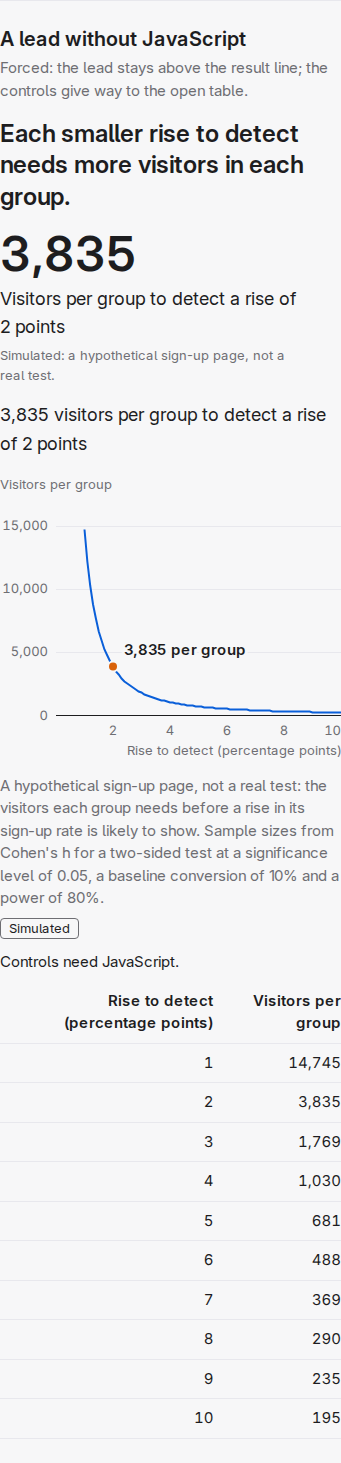 A lead without JavaScript
Forced: the lead stays above the result line; the
controls give way to the open table.
Each smaller rise to detect
needs more visitors in each
group.
3,835
Visitors per group to detect a rise of
2 points
Simulated: a hypothetical sign-up page, not a
real test.
3,835 visitors per group to detect a rise
of 2 points
Visitors per group
15,000
10,000
5,000
0
3,835 per group
2 4 6 8 10
Rise to detect (percentage points)
A hypothetical sign-up page, not a real test: the
visitors each group needs before a rise in its
sign-up rate is likely to show. Sample sizes from
Cohen's h for a two-sided test at a significance
level of 0.05, a baseline conversion of 10% and a
power of 80%.
Simulated
Controls need JavaScript.
Rise to detect Visitors per
(percentage points) group
1 14,745
2 3,835
3 1,769
4 1,030
5 681
6 488
7 369
8 290
9 235
10 195